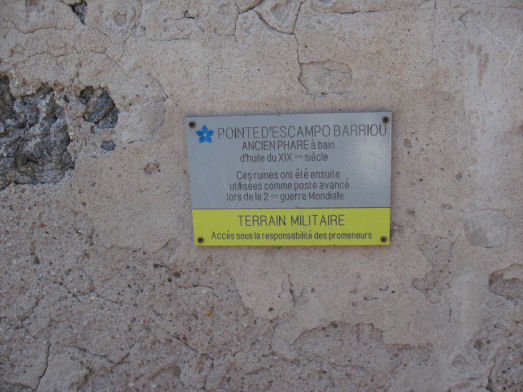 POINTE D'ESCAMPO BARRIOU
ANCIEN PHARE à bain
d'huile du XIX ème siècle
Ces ruines ont été ensuite
utilisées comme poste avancé
lors de la 2 ème guerre Mondiale
TERRAIN MILITAIRE
Accés sous la responsabilité des promeneurs